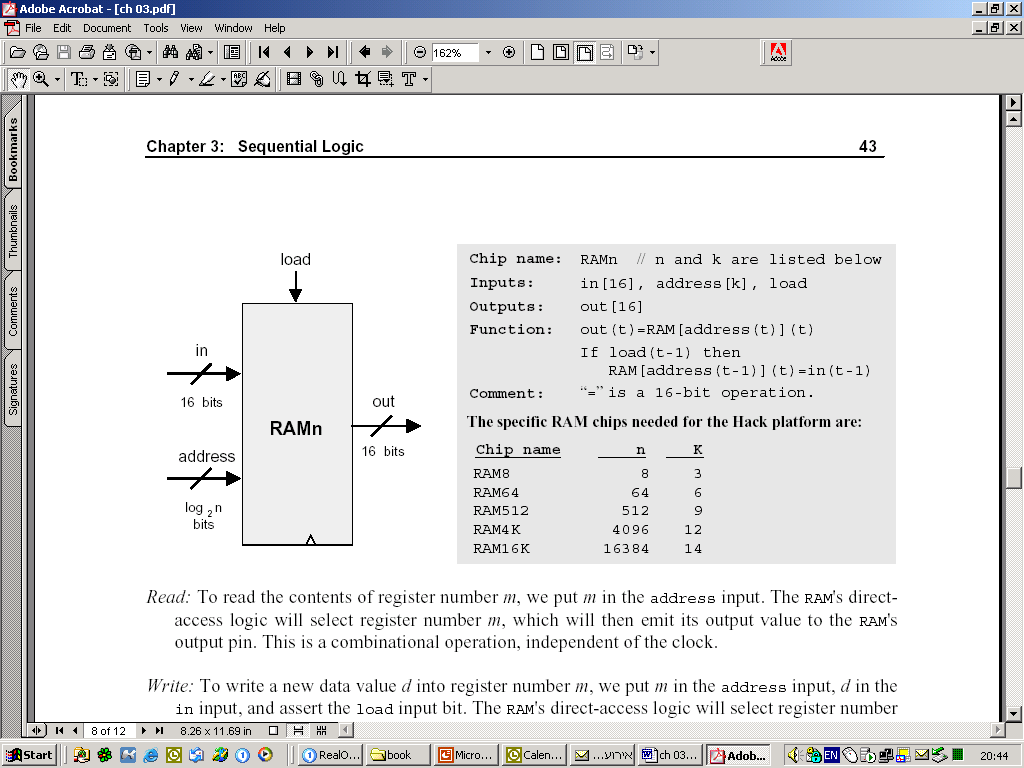 Adobe Acrobat - [ch 03.pdf]
File Edit Document Tools View Window Help
162%
Adobe
Bookmarks
Thumbnails
Comments
Signatures
Chapter 3: Sequential Logic 43
load
in
16 bits
address
log 2 n
bits
RAMn
out
16 bits
Chip name: RAMn // n and k are listed below
Inputs: in[16], address[k], load
Outputs: out[16]
Function: out(t)=RAM[address(t)](t)
If load(t-1) then
RAM[address(t-1)](t)=in(t-1)
Comment: “=” is a 16-bit operation.
The specific RAM chips needed for the Hack platform are:
Chip name n K
RAM8 8 3
RAM64 64 6
RAM512 512 9
RAM4K 4096 12
RAM16K 16384 14
Read: To read the contents of register number m, we put m in the address input. The RAM's direct-
access logic will select register number m, which will then emit its output value to the RAM's
output pin. This is a combinational operation, independent of the clock.
Write: To write a new data value d into register number m, we put m in the address input, d in the
in input, and assert the load input bit. The RAM's direct-access logic will select register number
8 of 12 8.26 x 11.69 in
Start RealO... book Micro... Calen... אירוע... ch 03... Adob... EN 20:44